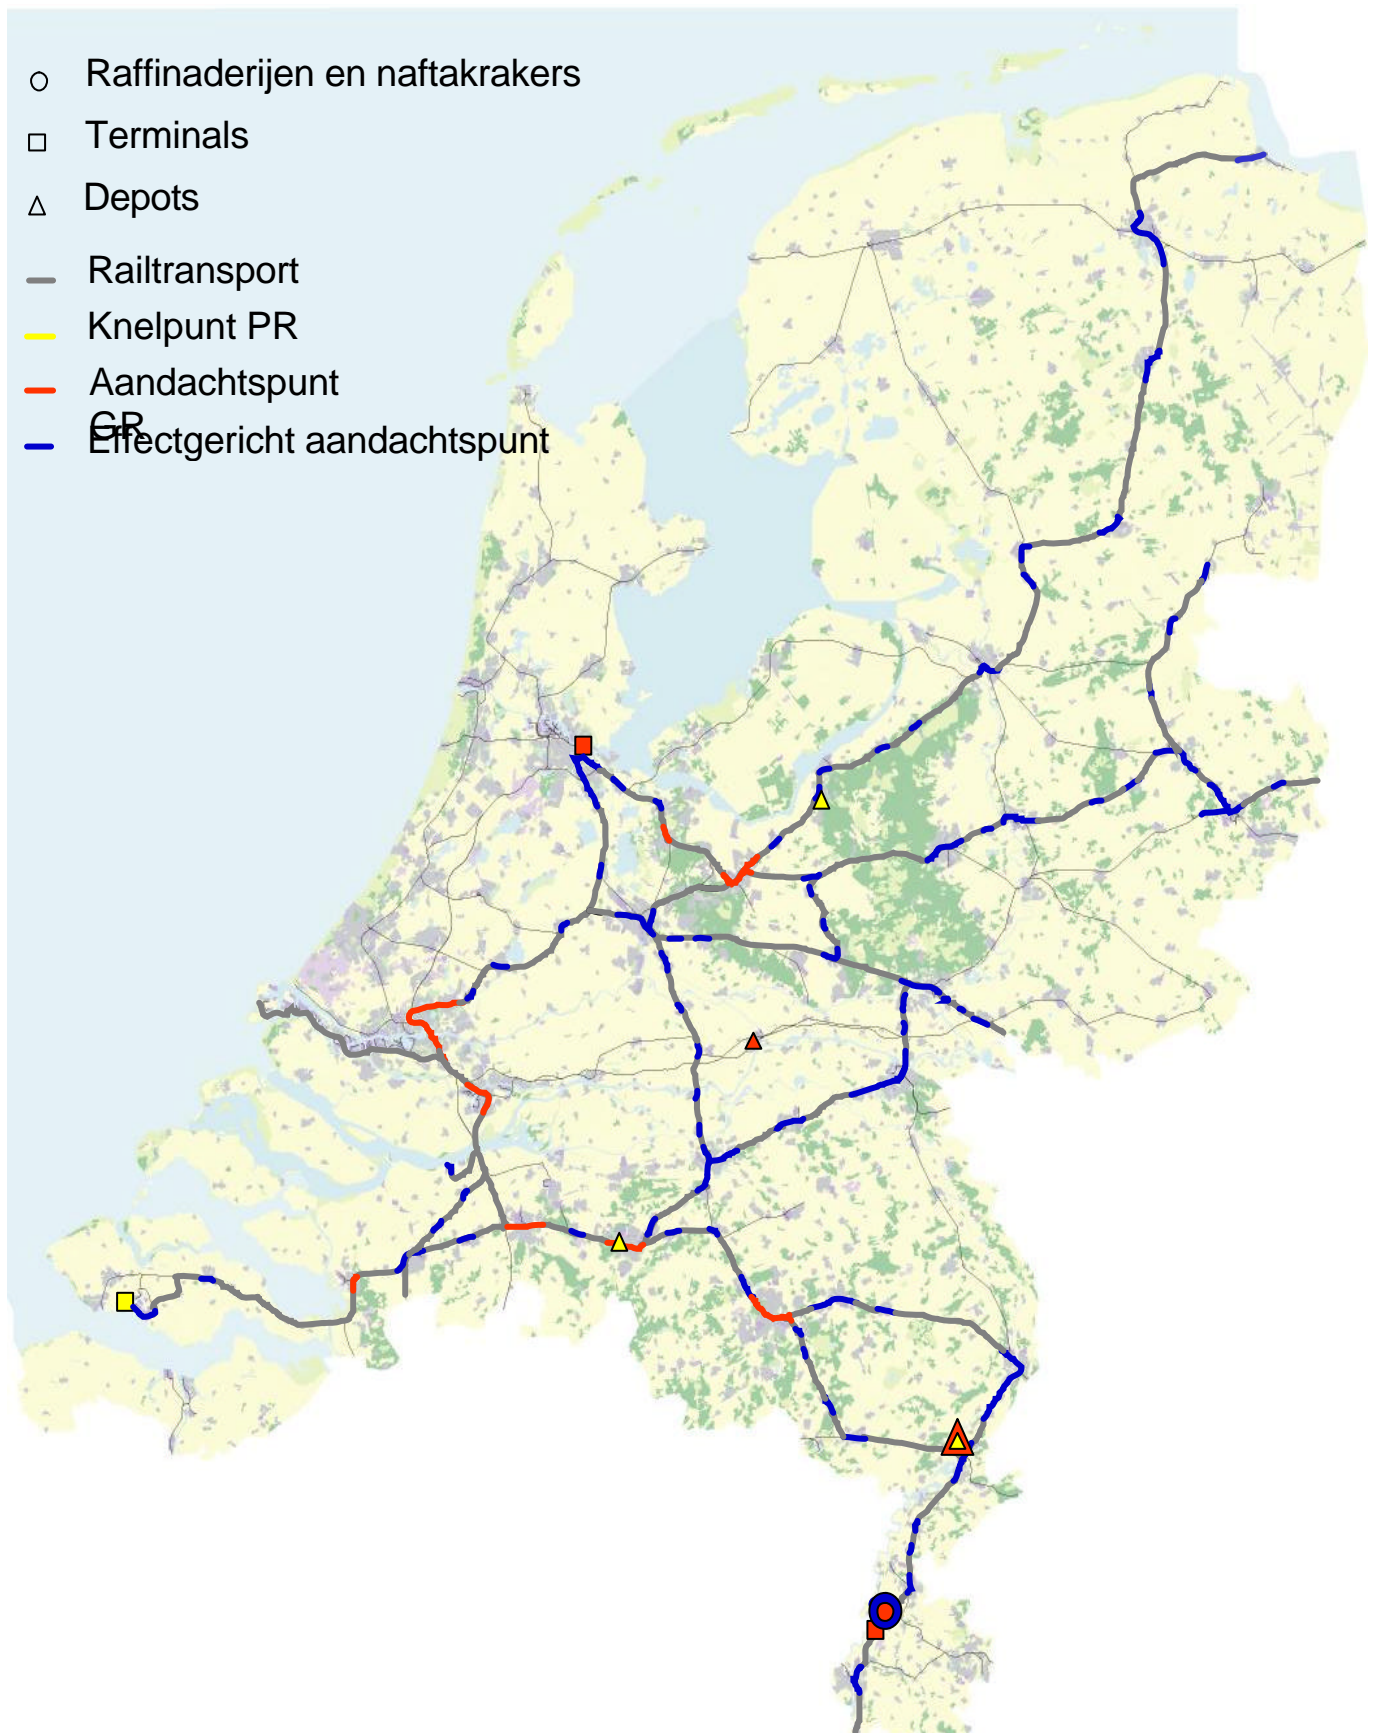 Raffinaderijen en naftakrakers
Terminals
Depots
Railtransport
Knelpunt PR
Aandachtspunt
GR
Effectgericht aandachtspunt